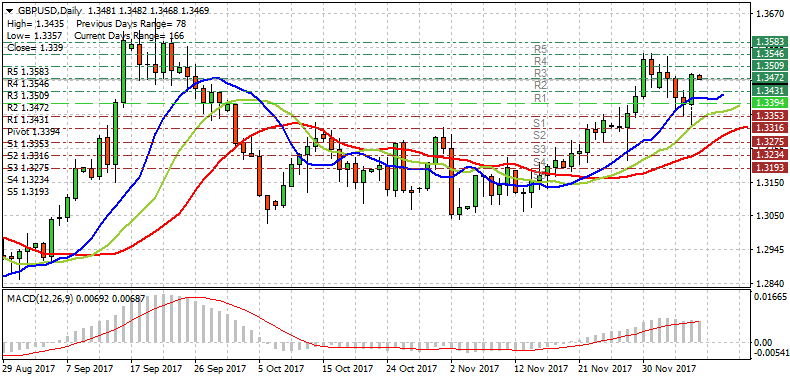 GBPUSD,Daily 1.3481 1.3482 1.3468 1.3469
High= 1.3435 Previous Days Range= 78
Low= 1.3357 Current Days Range= 166
Close= 1.339
R5 1.3583
R4 1.3546
R3 1.3509
R2 1.3472
R1 1.3431
Pivot 1.3394
S1 1.3353
S2 1.3316
S3 1.3275
S4 1.3234
S5 1.3193
R5
R4
R3
R2
R1
S1
S2
S3
S4
1.3670
1.3583
1.3546
1.3509
1.3472
1.3431
1.3394
1.3353
1.3316
1.3275
1.3234
1.3193
1.3150
1.3050
1.2945
1.2840
MACD(12,26,9) 0.00692 0.00687
0.01665
0.00
-0.00541
29 Aug 2017 7 Sep 2017 17 Sep 2017 26 Sep 2017 5 Oct 2017 15 Oct 2017 24 Oct 2017 2 Nov 2017 12 Nov 2017 21 Nov 2017 30 Nov 2017